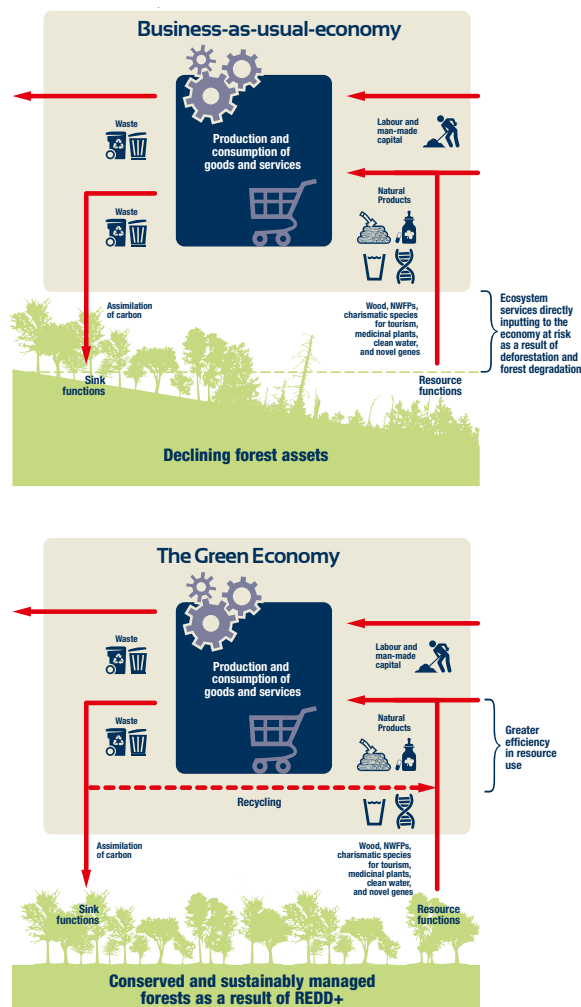 Business-as-usual-economy
Waste
Production and
consumption of
goods and services
Labour and
man-made
capital
Waste
Natural
Products
Assimilation
of carbon
Wood, NWFPs,
charismatic species
for tourism,
medicinal plants,
clean water,
and novel genes
Ecosystem
services directly
inputting to the
economy at risk
as a result of
deforestation and
forest degradation
Sink
functions
Resource
functions
Declining forest assets
The Green Economy
Waste
Production and
consumption of
goods and services
Labour and
man-made
capital
Waste
Natural
Products
Greater
efficiency
in resource
use
Recycling
Assimilation
of carbon
Wood, NWFPs,
charismatic species
for tourism,
medicinal plants,
clean water,
and novel genes
Sink
functions
Resource
functions
Conserved and sustainably managed
forests as a result of REDD+